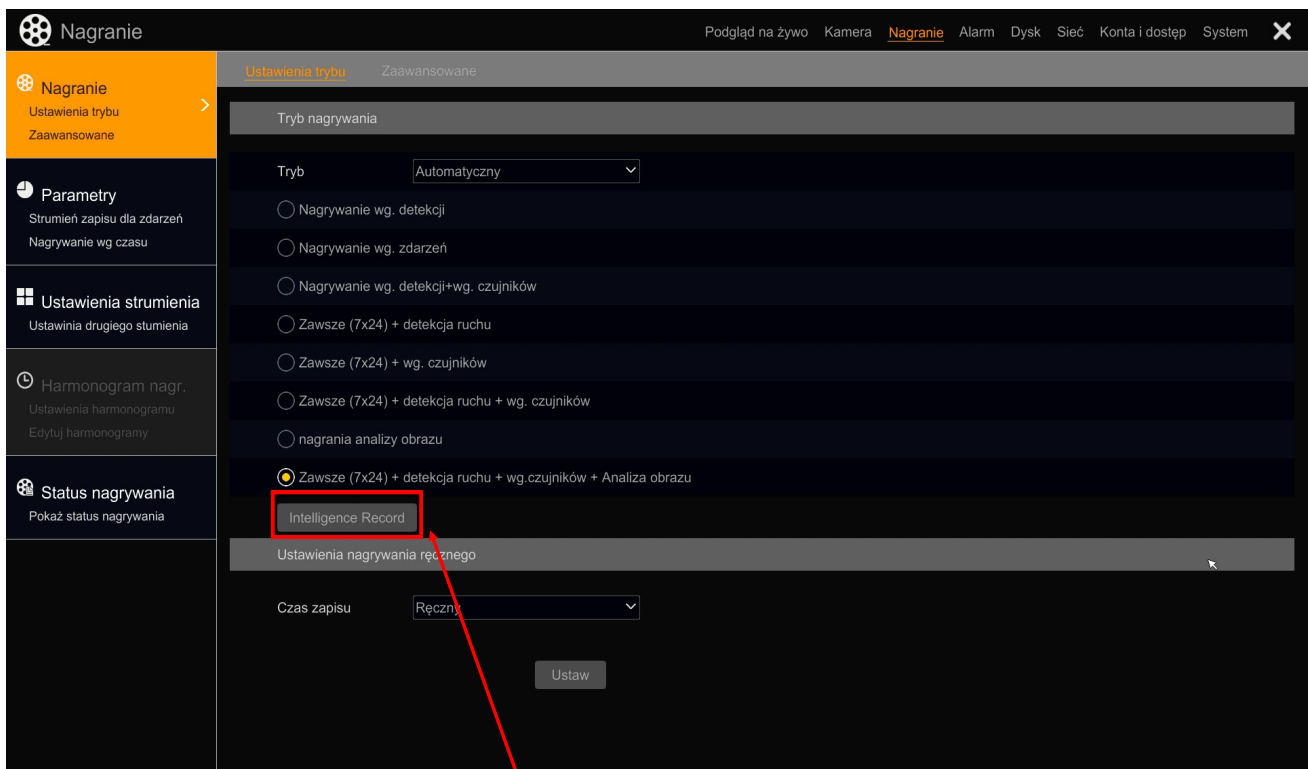 Nagranie
Podgląd na żywo Kamera Nagranie Alarm Dysk Sieć Konta i dostęp System
Nagranie
Ustawienia trybu
Zaawansowane
Parametry
Strumień zapisu dla zdarzeń
Nagrywanie wg czasu
Ustawienia strumienia
Ustawinia drugiego stumienia
Harmonogram nagr.
Ustawienia harmonogramu
Edytuj harmonogramy
Status nagrywania
Pokaż status nagrywania
Ustawienia trybu Zaawansowane
Tryb nagrywania
Tryb Automatyczny
Nagrywanie wg. detekcji
Nagrywanie wg. zdarzeń
Nagrywanie wg. detekcji+wg. czujników
Zawsze (7x24) + detekcja ruchu
Zawsze (7x24) + wg. czujników
Zawsze (7x24) + detekcja ruchu + wg. czujników
nagrania analizy obrazu
Zawsze (7x24) + detekcja ruchu + wg.czujników + Analiza obrazu
Intelligence Record
Ustawienia nagrywania ręcznego
Czas zapisu Ręczny
Ustaw